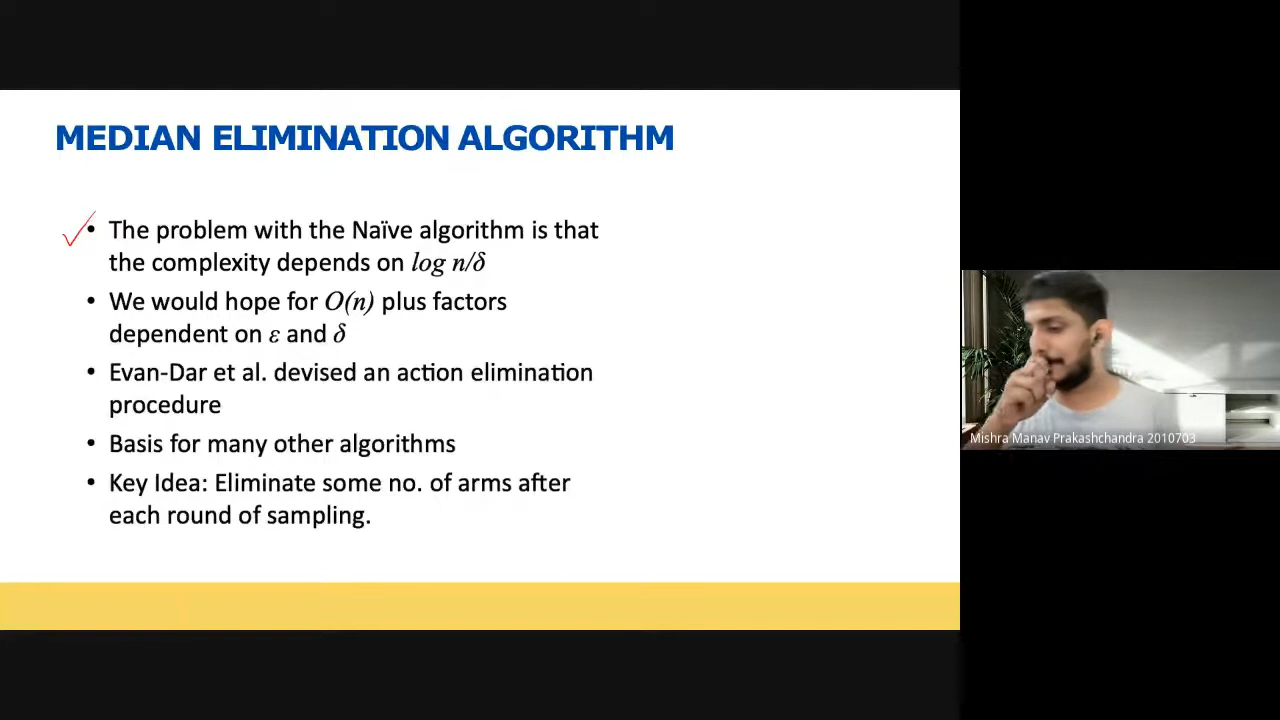 MEDIAN ELIMINATION ALGORITHM
• The problem with the Naïve algorithm is that
the complexity depends on log n/δ
• We would hope for O(n) plus factors
dependent on ε and δ
• Evan-Dar et al. devised an action elimination
procedure
• Basis for many other algorithms
• Key Idea: Eliminate some no. of arms after
each round of sampling.
Mishra Manav Prakashchandra 2010703